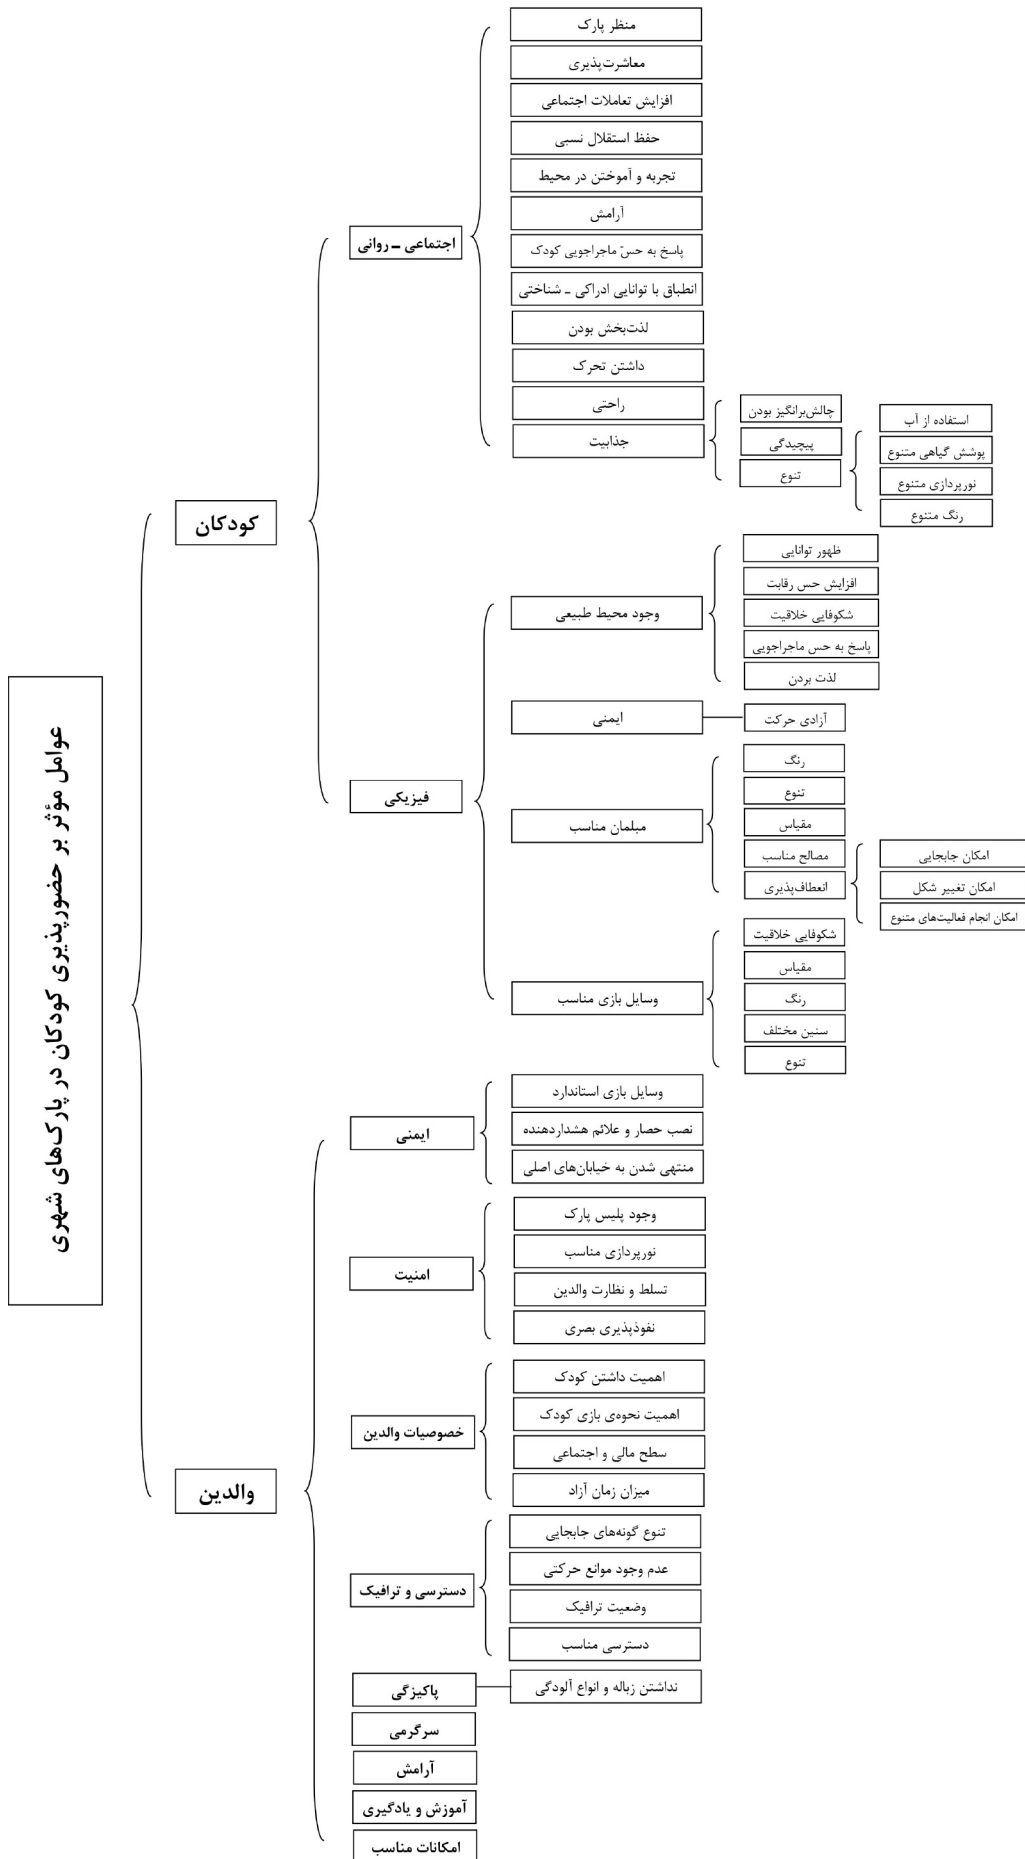 عوامل مؤثر بر حضورپذیری کودکان در پارک‌های شهری
کودکان
اجتماعی ـ روانی
منظر پارک
معاشرت‌پذیری
افزایش تعاملات اجتماعی
حفظ استقلال نسبی
تجربه و آموختن در محیط
آرامش
پاسخ به حسّ ماجراجویی کودک
انطباق با توانایی ادراکی ـ شناختی
لذت‌بخش بودن
داشتن تحرک
راحتی
جذابیت
چالش‌برانگیز بودن
پیچیدگی
تنوع
استفاده از آب
پوشش گیاهی متنوع
نورپردازی متنوع
رنگ متنوع
فیزیکی
وجود محیط طبیعی
ظهور توانایی
افزایش حس رقابت
شکوفایی خلاقیت
پاسخ به حس ماجراجویی
لذت بردن
ایمنی
آزادی حرکت
مبلمان مناسب
رنگ
تنوع
مقیاس
مصالح مناسب
انعطاف‌پذیری
امکان جابجایی
امکان تغییر شکل
امکان انجام فعالیت‌های متنوع
وسایل بازی مناسب
شکوفایی خلاقیت
مقیاس
رنگ
سنین مختلف
تنوع
والدین
ایمنی
وسایل بازی استاندارد
نصب حصار و علائم هشداردهنده
منتهی شدن به خیابان‌های اصلی
امنیت
وجود پلیس پارک
نورپردازی مناسب
تسلط و نظارت والدین
نفوذپذیری بصری
خصوصیات والدین
اهمیت داشتن کودک
اهمیت نحوه‌ی بازی کودک
سطح مالی و اجتماعی
میزان زمان آزاد
دسترسی و ترافیک
تنوع گونه‌های جابجایی
عدم وجود موانع حرکتی
وضعیت ترافیک
دسترسی مناسب
پاکیزگی
نداشتن زباله و انواع آلودگی
سرگرمی
آرامش
آموزش و یادگیری
امکانات مناسب